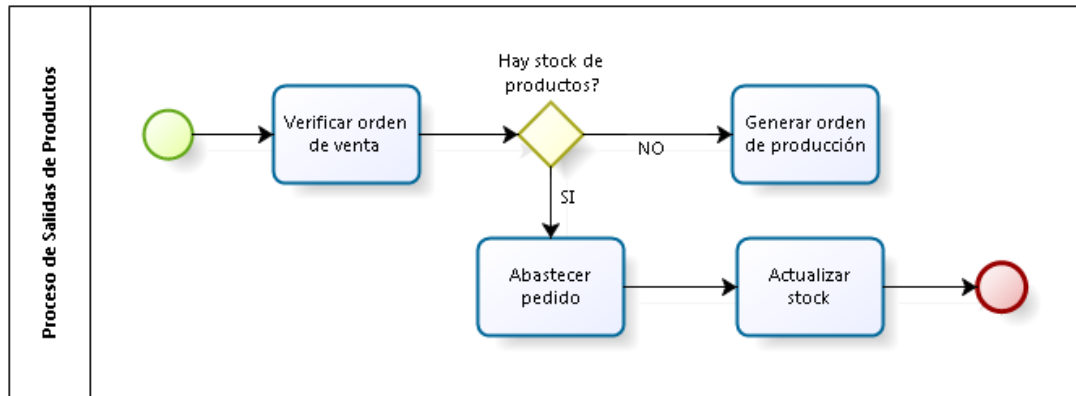 Proceso de Salidas de Productos
Hay stock de
productos?
Verificar orden
de venta
NO
Generar orden
de producción
SI
Abastecer
pedido
Actualizar
stock